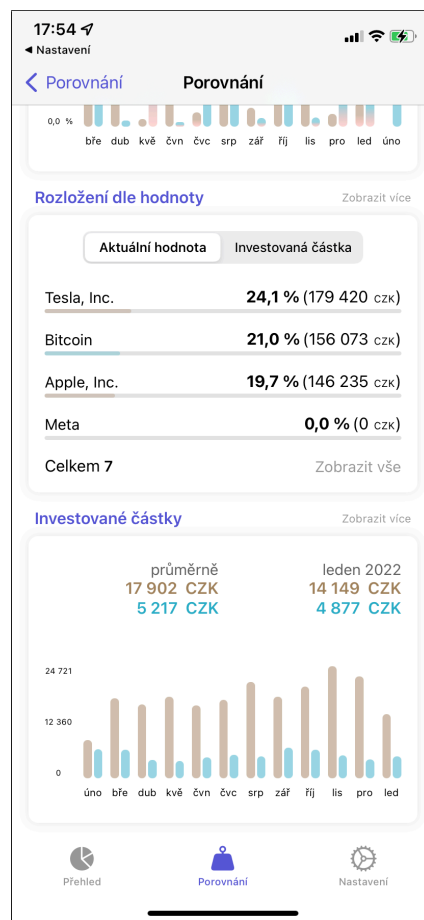 17:54
◀ Nastavení
Porovnání
Porovnání
0,0 %
bře dub kvě čvn čvc srp zář říj lis pro led úno
Rozložení dle hodnoty
Zobrazit více
Aktuální hodnota
Investovaná částka
Tesla, Inc. 24,1 % (179 420 CZK)
Bitcoin 21,0 % (156 073 CZK)
Apple, Inc. 19,7 % (146 235 CZK)
Meta 0,0 % (0 CZK)
Celkem 7
Zobrazit vše
Investované částky
Zobrazit více
průměrně
17 902 CZK
5 217 CZK
leden 2022
14 149 CZK
4 877 CZK
24 721
12 360
0
úno bře dub kvě čvn čvc srp zář říj lis pro led
Přehled
Porovnání
Nastavení